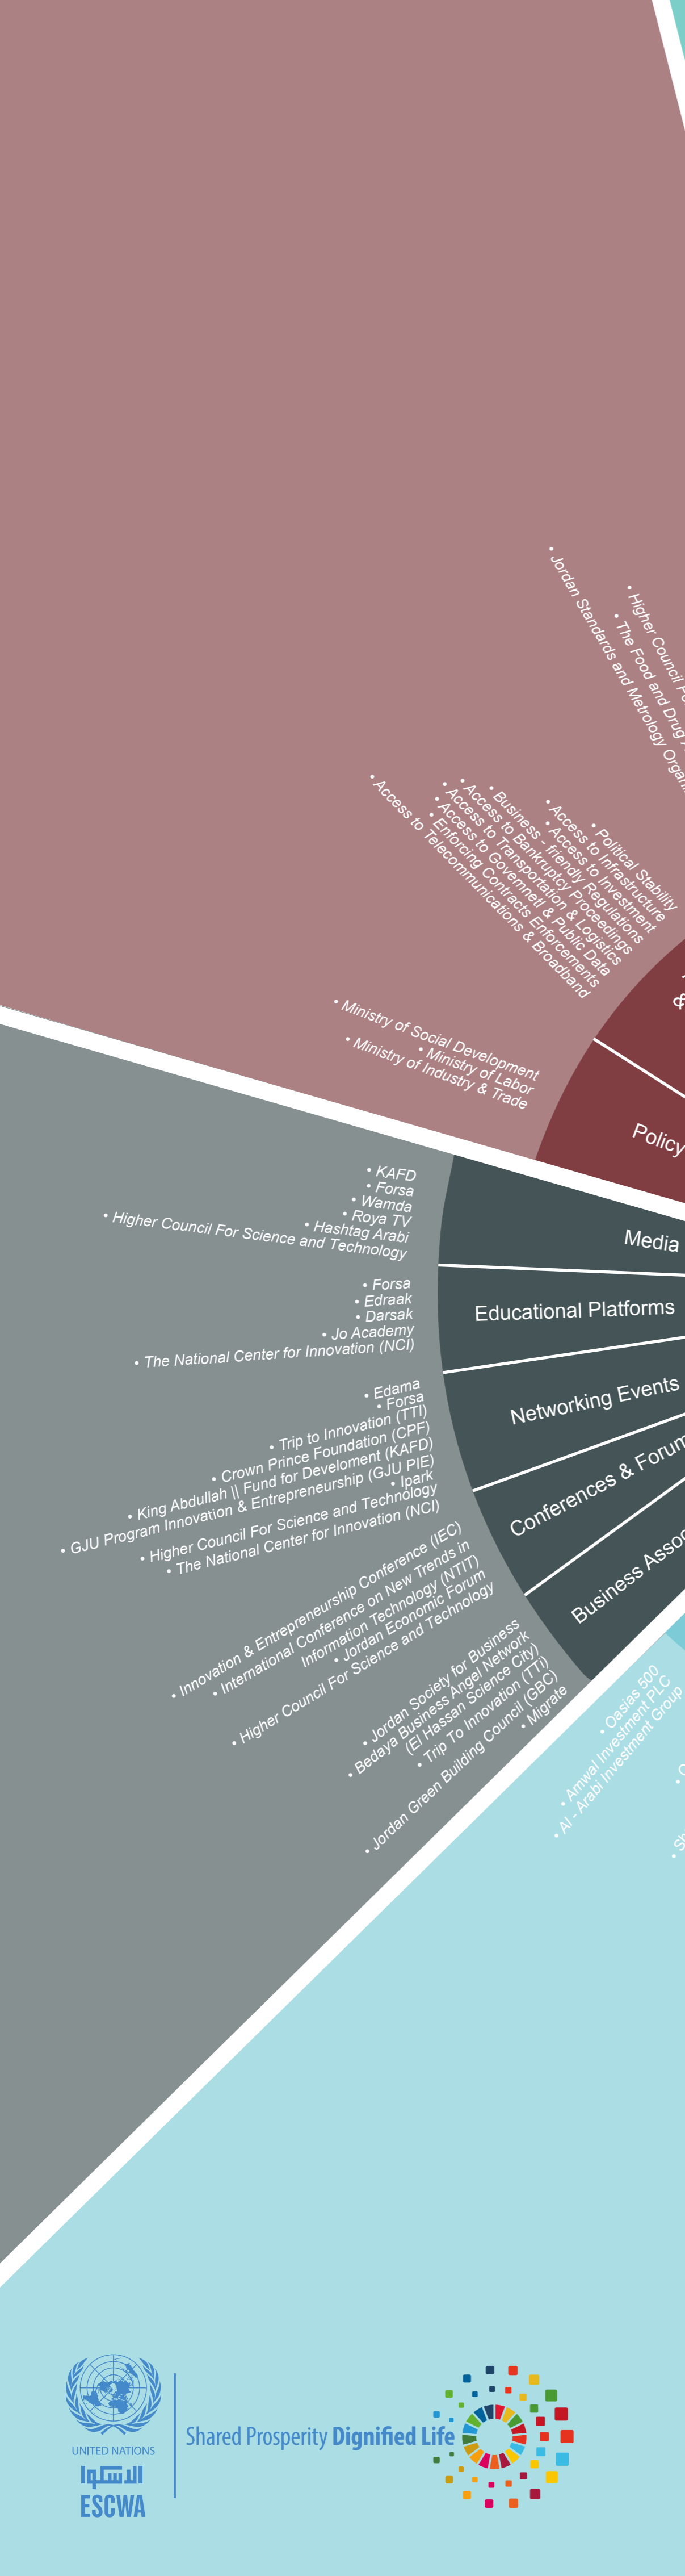 • Higher Council
• The Food and Drug
• Jordan Standards and Metrology
• Political Stability
• Access to Infrastructure
• Access to Investment
• Business - friendly Regulations
• Access to Bankruptcy Proceedings
• Access to Transportation & Logistics
• Access to Governnetl & Public Data
• Enforcing Contracts Enforcements
• Access to Telecommunications & Broadband
&
• Ministry of Social Development
• Ministry of Labor
• Ministry of Industry & Trade
Policy
• KAFD
• Forsa
• Wamda
• Roya TV
• Hashtag Arabi
• Higher Council For Science and Technology
Media
• Forsa
• Edraak
• Darsak
• Jo Academy
• The National Center for Innovation (NCI)
Educational Platforms
• Edama
• Forsa
• Trip to Innovation (TTI)
• Crown Prince Foundation (CPF)
• King Abdullah || Fund for Develoment (KAFD)
• GJU Program Innovation & Entrepreneurship (GJU PIE)
• Ipark
• Higher Council For Science and Technology
• The National Center for Innovation (NCI)
Networking Events
• Innovation & Entrepreneurship Conference (IEC)
• International Conference on New Trends in
Information Technology (NTIT)
• Jordan Economic Forum
• Higher Council For Science and Technology
Conferences & Forum
• Jordan Society for Business
• Bedaya Business Angel Network
(El Hassan Science City)
• Trip To Innovation (TTi)
• Jordan Green Building Council (GBC)
• Migrate
Business Assoc
• Oasias 500
• Amwal Investment PLC
• Al - Arabi Investment Group
UNITED NATIONS
الاسكوا
ESCWA
Shared Prosperity Dignified Life